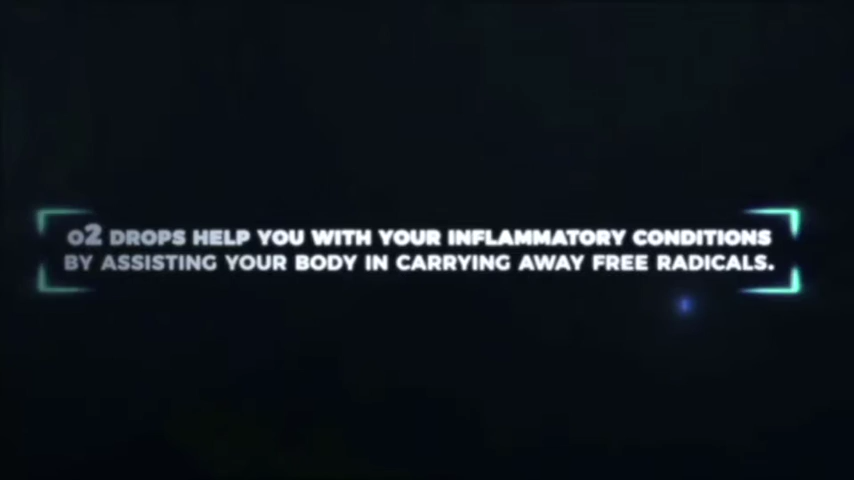 o2 DROPS HELP YOU WITH YOUR INFLAMMATORY CONDITIONS
BY ASSISTING YOUR BODY IN CARRYING AWAY FREE RADICALS.